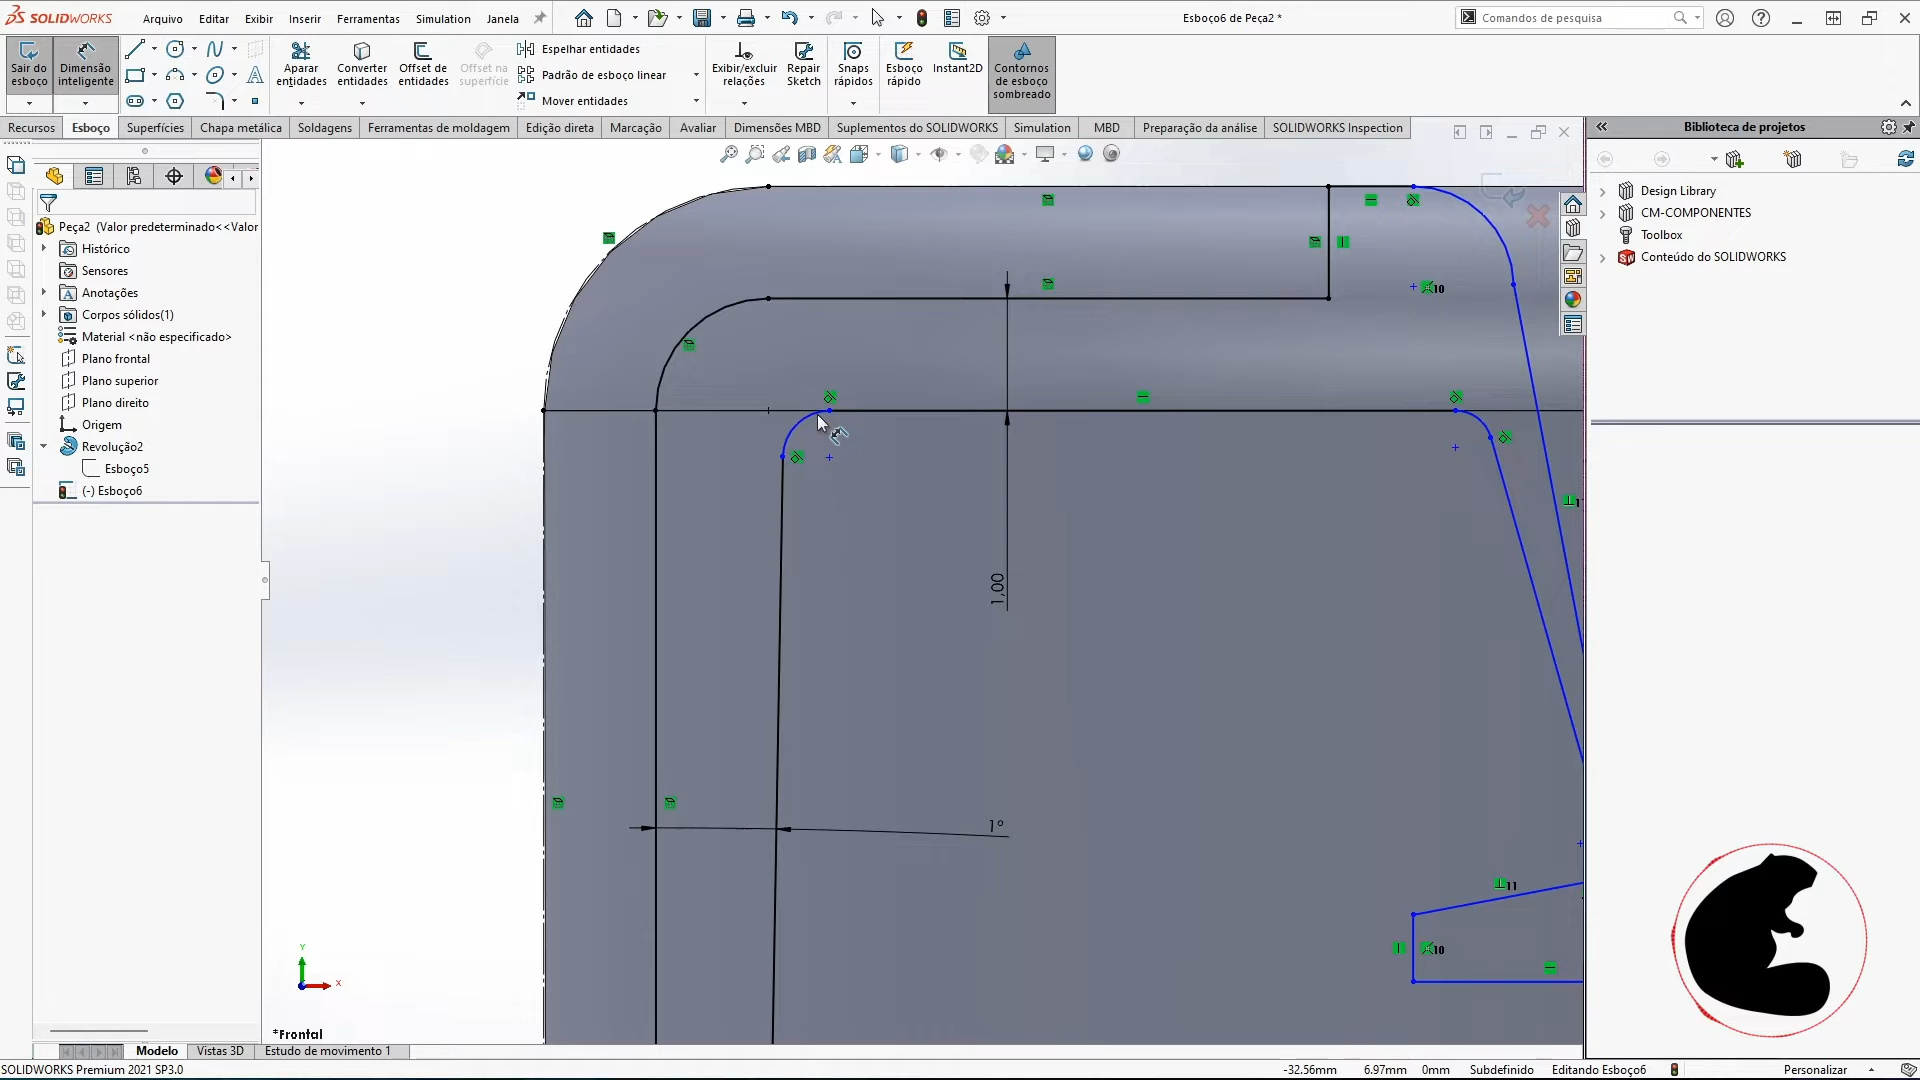 SOLIDWORKS
Arquivo
Editar
Exibir
Inserir
Ferramentas
Simulation
Janela
Esboço6 de Peça2 *
Comandos de pesquisa
Sair do esboço
Dimensão inteligente
Aparar entidades
Converter entidades
Offset de entidades
Offset na superfície
Espelhar entidades
Padrão de esboço linear
Mover entidades
Exibir/excluir relações
Repair Sketch
Snaps rápidos
Esboço rápido
Instant2D
Contornos de esboço sombreado
Recursos
Esboço
Superfícies
Chapa metálica
Soldagens
Ferramentas de moldagem
Edição direta
Marcação
Avaliar
Dimensões MBD
Suplementos do SOLIDWORKS
Simulation
MBD
Preparação da análise
SOLIDWORKS Inspection
Biblioteca de projetos
Design Library
CM-COMPONENTES
Toolbox
Conteúdo do SOLIDWORKS
Peça2 (Valor predeterminado<<Valor
Histórico
Sensores
Anotações
Corpos sólidos(1)
Material <não especificado>
Plano frontal
Plano superior
Plano direito
Origem
Revolução2
Esboço5
(-) Esboço6
10
1,00
1
1°
11
10
Y
X
*Frontal
Modelo
Vistas 3D
Estudo de movimento 1
SOLIDWORKS Premium 2021 SP3.0
-32.56mm
6.97mm
0mm
Subdefinido
Editando Esboço6
Personalizar